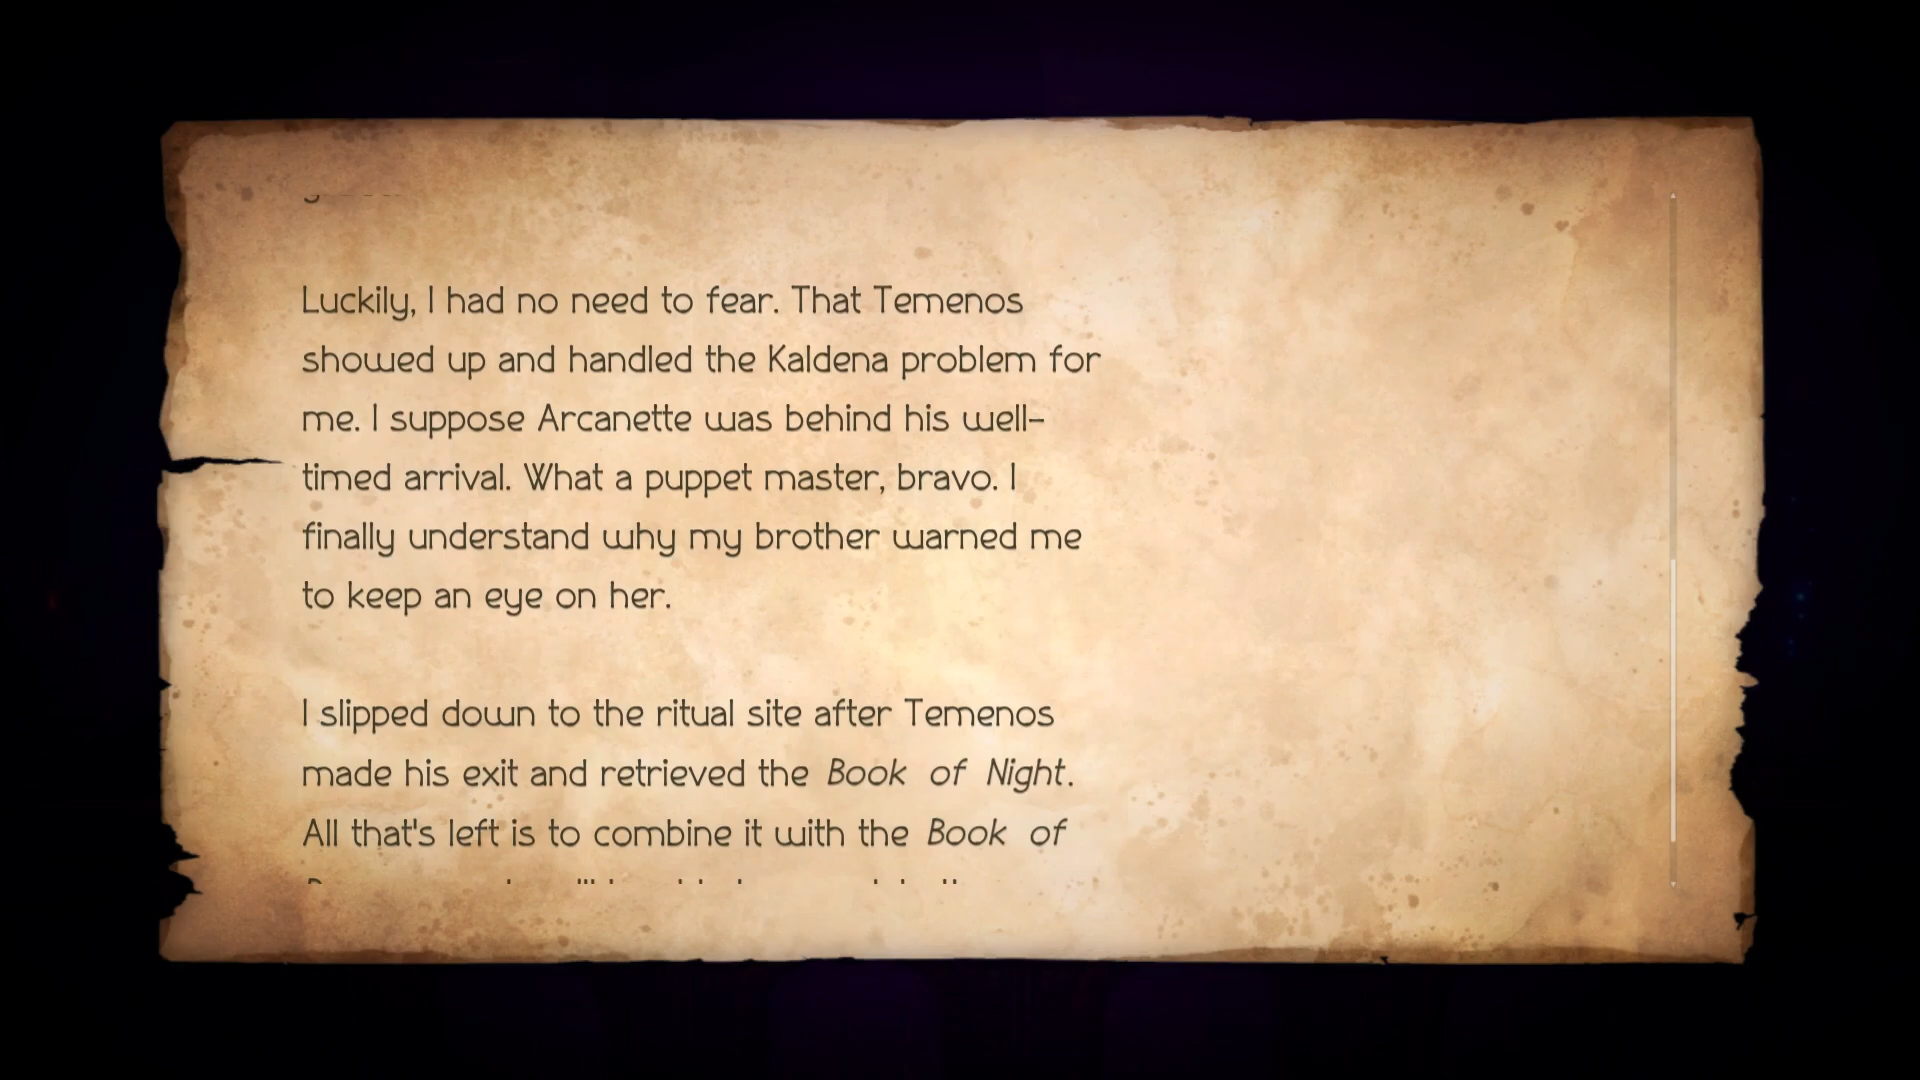 Luckily, I had no need to fear. That Temenos
showed up and handled the Kaldena problem for
me. I suppose Arcanette was behind his well-
timed arrival. What a puppet master, bravo. I
finally understand why my brother warned me
to keep an eye on her.
I slipped down to the ritual site after Temenos
made his exit and retrieved the Book of Night.
All that's left is to combine it with the Book of